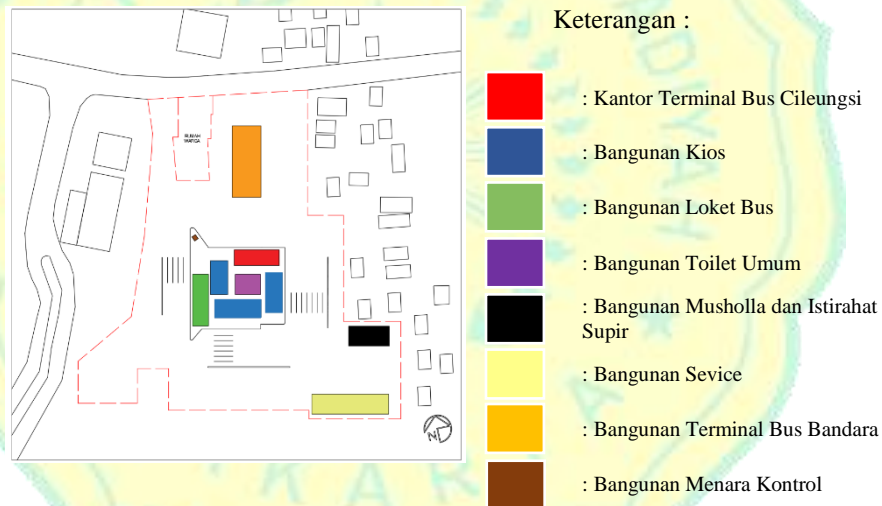 Keterangan :
: Kantor Terminal Bus Cileungsi
: Bangunan Kios
: Bangunan Loket Bus
: Bangunan Toilet Umum
: Bangunan Musholla dan Istirahat
Supir
: Bangunan Sevice
: Bangunan Terminal Bus Bandara
: Bangunan Menara Kontrol
RUMAH
WARGA
N